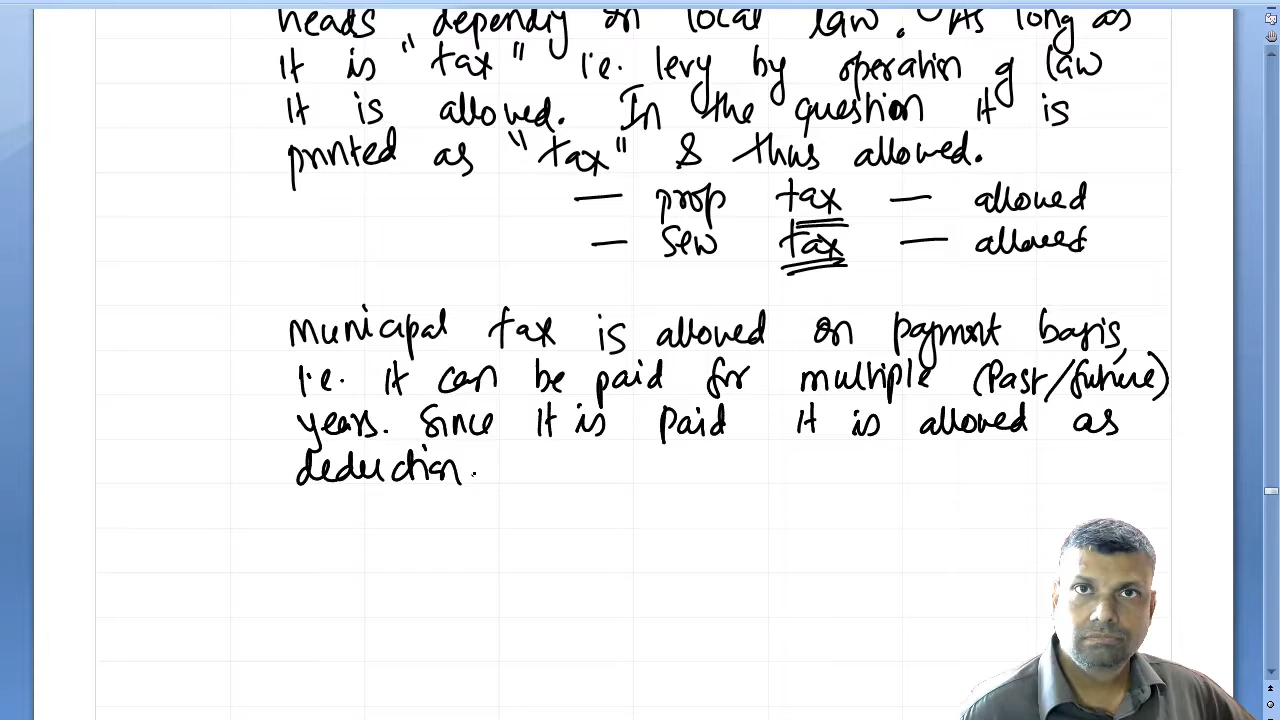 heads depending on local law. As long as
it is "tax" i.e. levy by operation of law
it is allowed. In the question it is
printed as "tax" & thus allowed.
— prop tax — allowed
— sew tax — allowed
Municipal tax is allowed on payment basis,
i.e. it can be paid for multiple (Past/future)
years. Since it is paid it is allowed as
deduction.